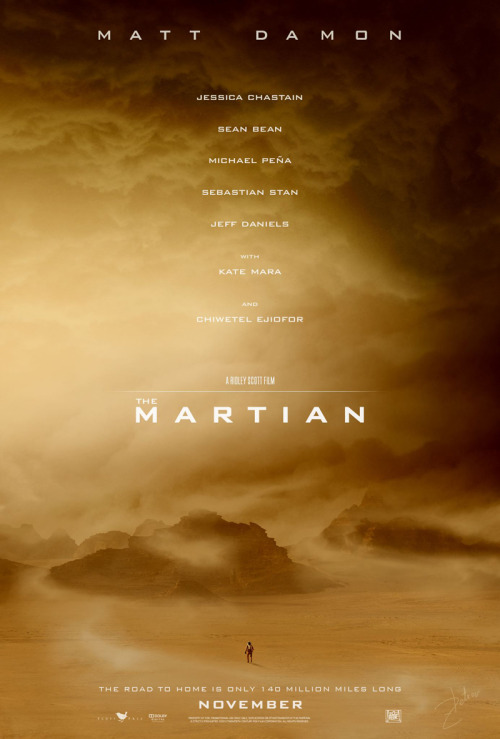 MATT DAMON
JESSICA CHASTAIN
SEAN BEAN
MICHAEL PEÑA
SEBASTIAN STAN
JEFF DANIELS
WITH
KATE MARA
AND
CHIWETEL EJIOFOR
A RIDLEY SCOTT FILM
THE
MARTIAN
THE ROAD TO HOME IS ONLY 140 MILLION MILES LONG
NOVEMBER